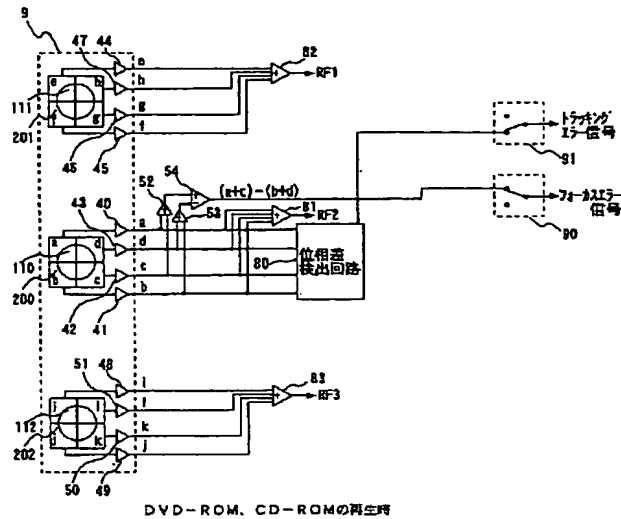 9
44
47
e
h
111
f
g
201
46
45
e
h
g
f
82
RF1
トラッキング
エラー信号
91
54
52
53
(a+c)-(b+d)
81
RF2
フォーカスエラー
信号
90
43
40
a
d
110
b
c
200
42
41
a
d
c
b
80
位相差
検出回路
48
51
i
l
112
j
k
202
50
49
i
l
k
j
83
RF3
DVD-ROM、CD-ROMの再生時